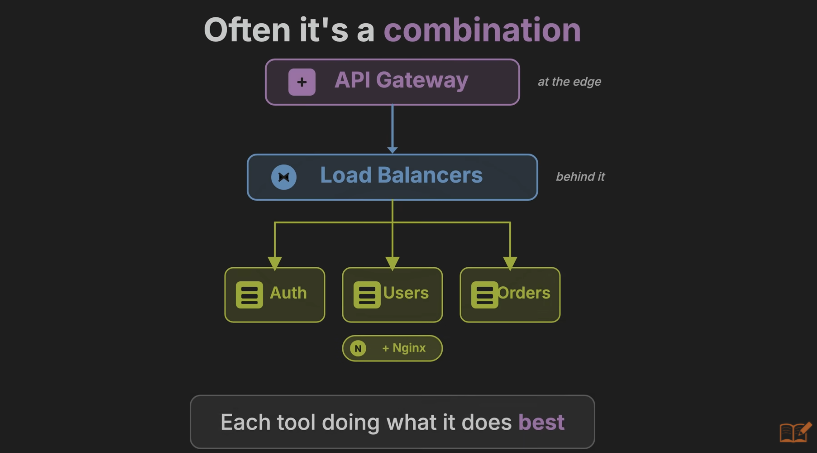 Often it's a combination
+ API Gateway
at the edge
Load Balancers
behind it
Auth
Users
Orders
N + Nginx
Each tool doing what it does best